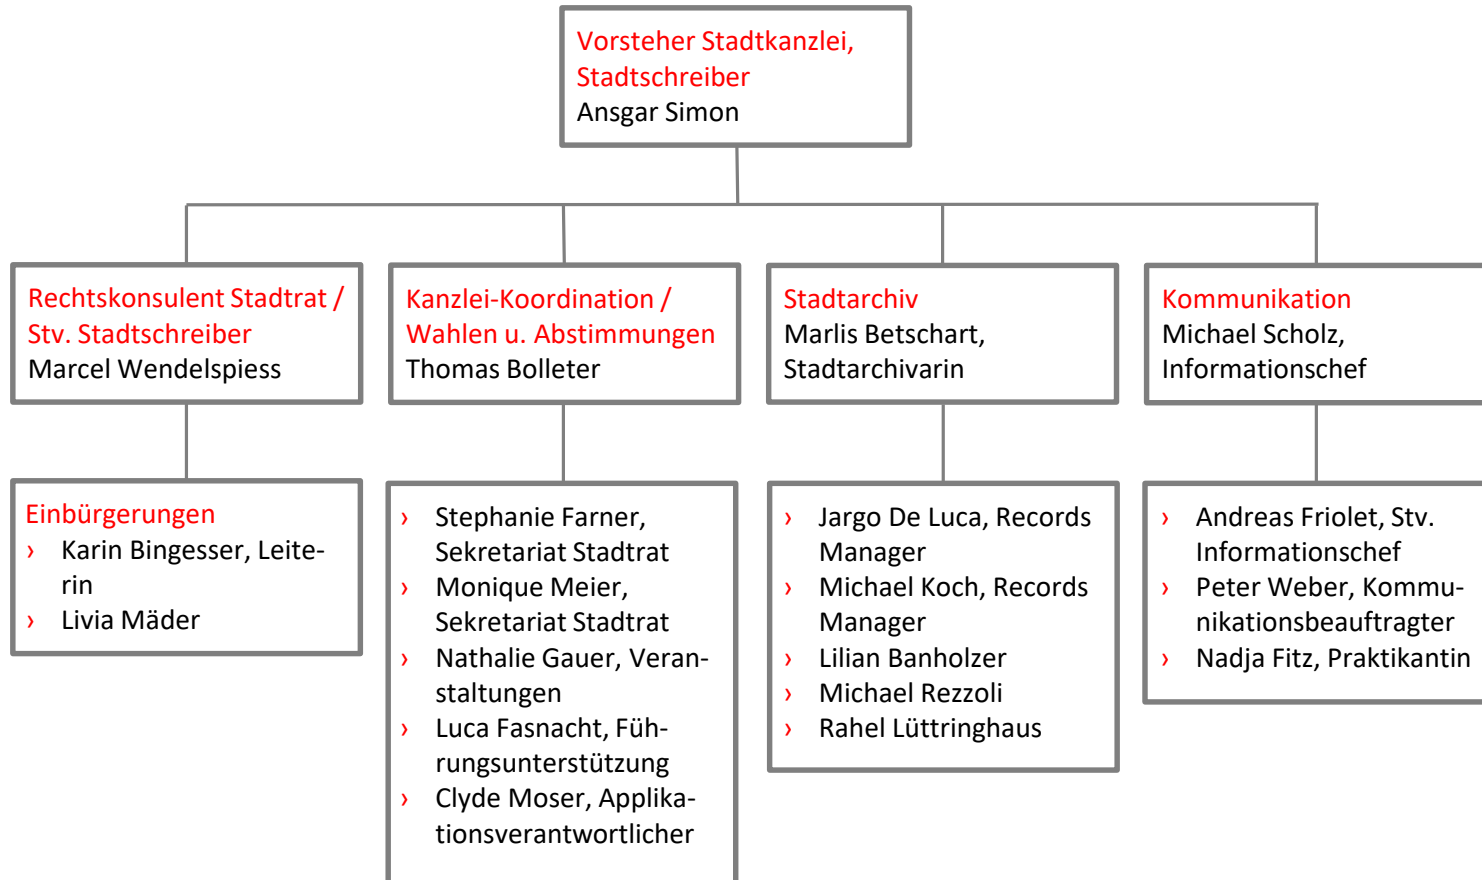 Vorsteher Stadtkanzlei,
Stadtschreiber
Ansgar Simon
Rechtskonsulent Stadtrat /
Stv. Stadtschreiber
Marcel Wendelspiess
Kanzlei-Koordination /
Wahlen u. Abstimmungen
Thomas Bolleter
Stadtarchiv
Marlis Betschart,
Stadtarchivarin
Kommunikation
Michael Scholz,
Informationschef
Einbürgerungen
› Karin Bingesser, Leite-
rin
› Livia Mäder
› Stephanie Farner,
Sekretariat Stadtrat
› Monique Meier,
Sekretariat Stadtrat
› Nathalie Gauer, Veran-
staltungen
› Luca Fasnacht, Füh-
rungsunterstützung
› Clyde Moser, Applika-
tionsverantwortlicher
› Jargo De Luca, Records
Manager
› Michael Koch, Records
Manager
› Lilian Banholzer
› Michael Rezzoli
› Rahel Lüttringhaus
› Andreas Friolet, Stv.
Informationschef
› Peter Weber, Kommu-
nikationsbeauftragter
› Nadja Fitz, Praktikantin